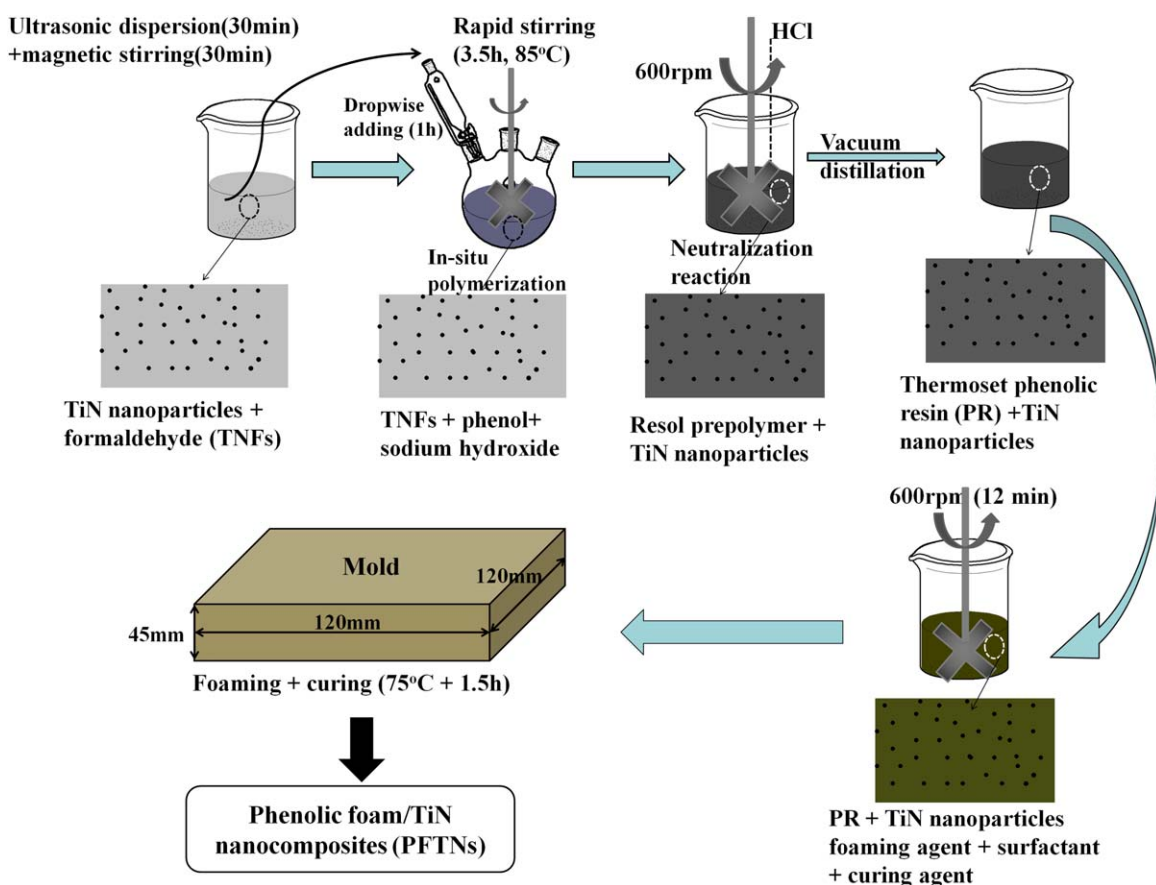 Ultrasonic dispersion(30min)
+magnetic stirring(30min)
Rapid stirring
(3.5h, 85°C)
Dropwise
adding (1h)
600rpm
HCl
Vacuum
distillation
In-situ
polymerization
Neutralization
reaction
TiN nanoparticles +
formaldehyde (TNFs)
TNFs + phenol+
sodium hydroxide
Resol prepolymer +
TiN nanoparticles
Thermoset phenolic
resin (PR) +TiN
nanoparticles
600rpm (12 min)
Mold
120mm
120mm
45mm
Foaming + curing (75°C + 1.5h)
Phenolic foam/TiN
nanocomposites (PFTNs)
PR + TiN nanoparticles
foaming agent + surfactant
+ curing agent